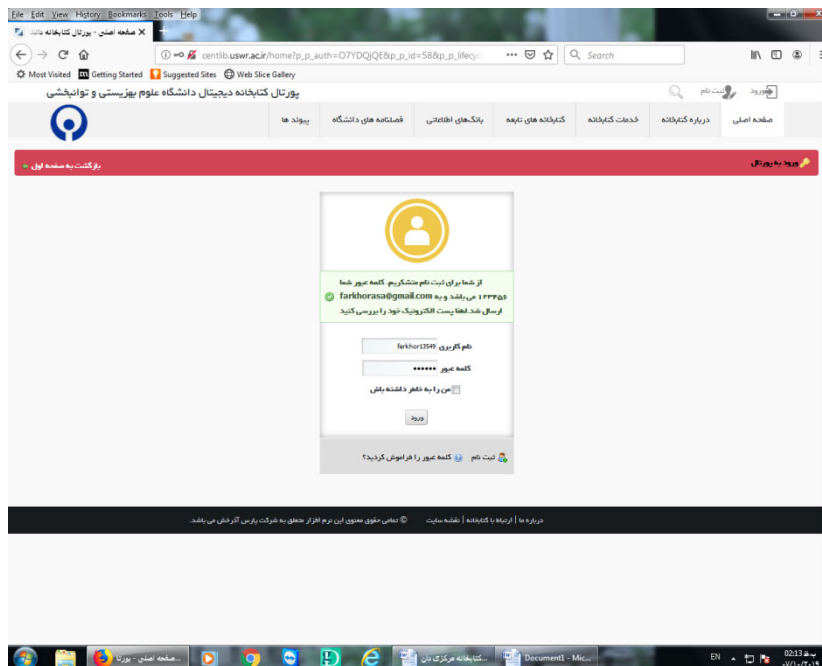 File Edit View History Bookmarks Tools Help
صفحه اصلی - پورتال کتابخانه
centlib.uswr.ac.ir/home?p_p_auth=O7YDQjQE&p_p_id=58&p_p_lifecyc
Search
Most Visited Getting Started Suggested Sites Web Slice Gallery
پورتال کتابخانه دیجیتال دانشگاه علوم بهزیستی و توانبخشی
ورود ثبت نام
صفحه اصلی درباره کتابخانه خدمات کتابخانه کتابخانه های تابعه بانک‌های اطلاعاتی فصلنامه های دانشگاه پیوند ها
ورود به پورتال بازگشت به صفحه اول
از شما برای ثبت نام متشکریم. کلمه عبور شما
۱۲۳۴۵۶ می باشد و به farkhorasa@gmail.com
ارسال شد.لطفا پست الکترونیک خود را بررسی کنید
نام کاربری farkhor13549
کلمه عبور ••••••
من را به خاطر داشته باش
ورود
ثبت نام کلمه عبور را فراموش کردید؟
درباره ما | ارتباط با کتابخانه | نقشه سایت © تمامی حقوق معنوی این نرم افزار متعلق به شرکت پارس آذرخش می باشد.
صفحه اصلی - پورتا...
کتابخانه مرکزی دان...
Document1 - Mic...
EN
02:13